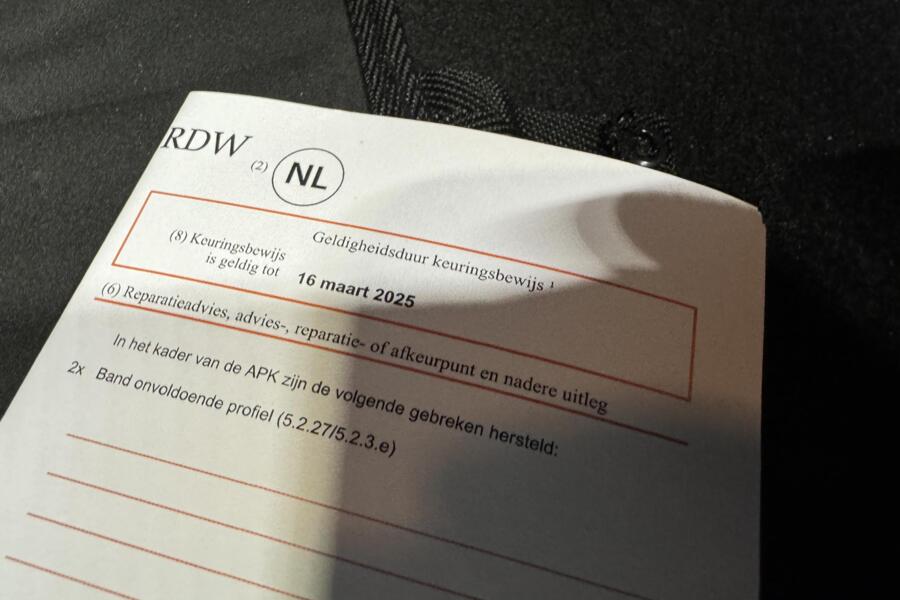 RDW (2) NL
Geldigheidsduur keuringsbewijs ¹
(8) Keuringsbewijs
is geldig tot 16 maart 2025
(6) Reparatieadvies, advies-, reparatie- of afkeurpunt en nadere uitleg
In het kader van de APK zijn de volgende gebreken hersteld:
2x Band onvoldoende profiel (5.2.27/5.2.3.e)